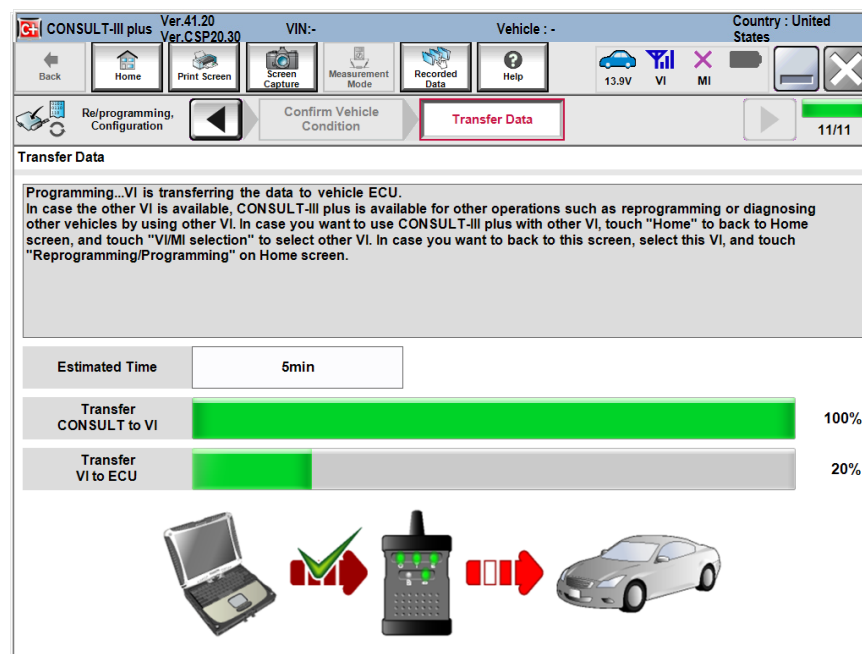 C+ CONSULT-III plus Ver.41.20 VIN:- Vehicle : - Country : United
Ver.CSP20.30 States
Back Home Print Screen Screen Capture Measurement Mode Recorded Data Help 13.9V VI MI
Re/programming, Configuration Confirm Vehicle Condition Transfer Data 11/11
Transfer Data
Programming...VI is transferring the data to vehicle ECU.
In case the other VI is available, CONSULT-III plus is available for other operations such as reprogramming or diagnosing
other vehicles by using other VI. In case you want to use CONSULT-III plus with other VI, touch "Home" to back to Home
screen, and touch "VI/MI selection" to select other VI. In case you want to back to this screen, select this VI, and touch
"Reprogramming/Programming" on Home screen.
Estimated Time 5min
Transfer
CONSULT to VI 100%
Transfer
VI to ECU 20%